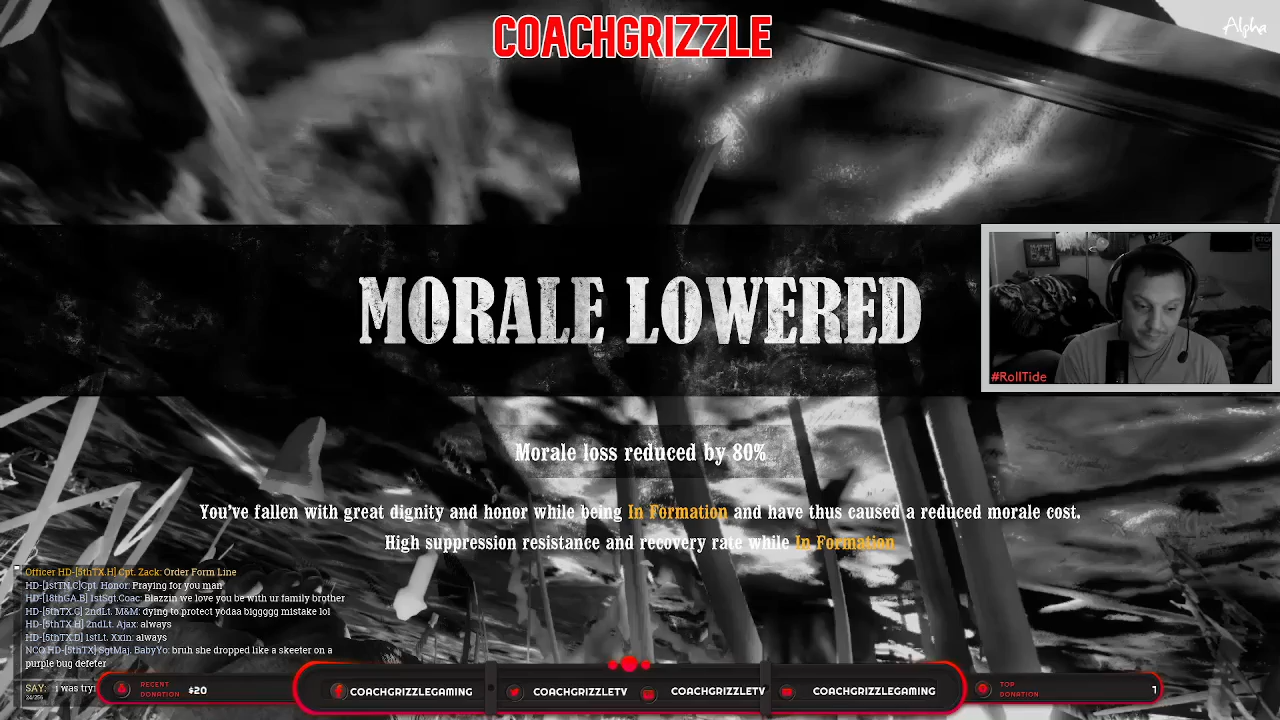 COACHGRIZZLE
Alpha
MORALE LOWERED
#RollTide
Morale loss reduced by 80%
You've fallen with great dignity and honor while being In Formation and have thus caused a reduced morale cost.
High suppression resistance and recovery rate while In Formation
Officer HD-[5thTX.H] Cpt. Zack: Order Form Line
HD-[1stTN.C]Cpt. Honor: Praying for you man
HD-[18thGA.B] 1stSgt.Coac: Blazzin we love you be with ur family brother
HD-[5thTX.G] 2ndLt. M&M: dying to protect yodaa biggggg mistake lol
HD-[5thTX.H] 2ndLt. Ajax: always
HD-[5thTX.D] 1stLt. Xxin: always
NCO HD-[5thTX] SgtMaj. BabyYo: bruh she dropped like a skeeter on a
purple bug defeter
SAY: i was tryi
24/256
RECENT
DONATION $20
COACHGRIZZLEGAMING
COACHGRIZZLETV
COACHGRIZZLETV
COACHGRIZZLEGAMING
TOP
DONATION